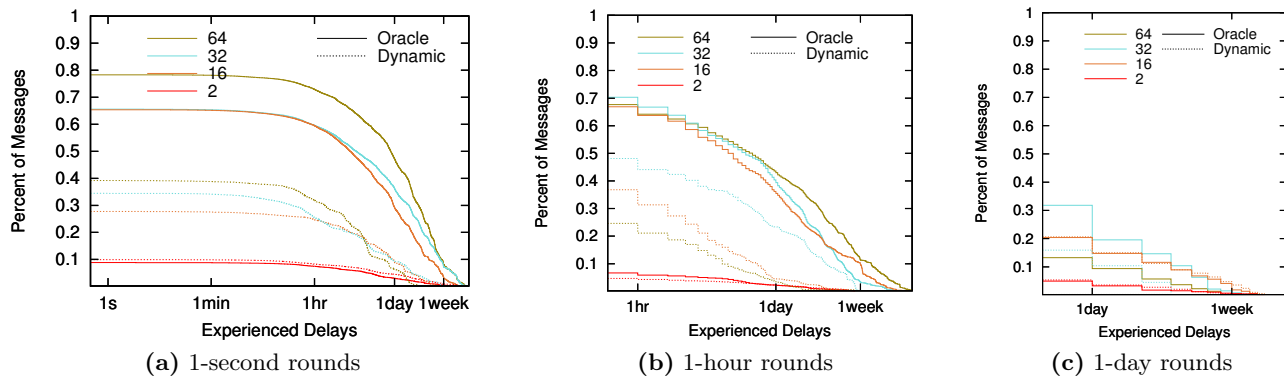 1
0.9
0.8
0.7
0.6
0.5
0.4
0.3
0.2
0.1
Percent of Messages
64
32
16
2
Oracle
Dynamic
1s
1min
1hr
1day
1week
Experienced Delays
(a) 1-second rounds
1
0.9
0.8
0.7
0.6
0.5
0.4
0.3
0.2
0.1
Percent of Messages
64
32
16
2
Oracle
Dynamic
1hr
1day
1week
Experienced Delays
(b) 1-hour rounds
1
0.9
0.8
0.7
0.6
0.5
0.4
0.3
0.2
0.1
Percent of Messages
64
32
16
2
Oracle
Dynamic
1day
1week
Experienced Delays
(c) 1-day rounds